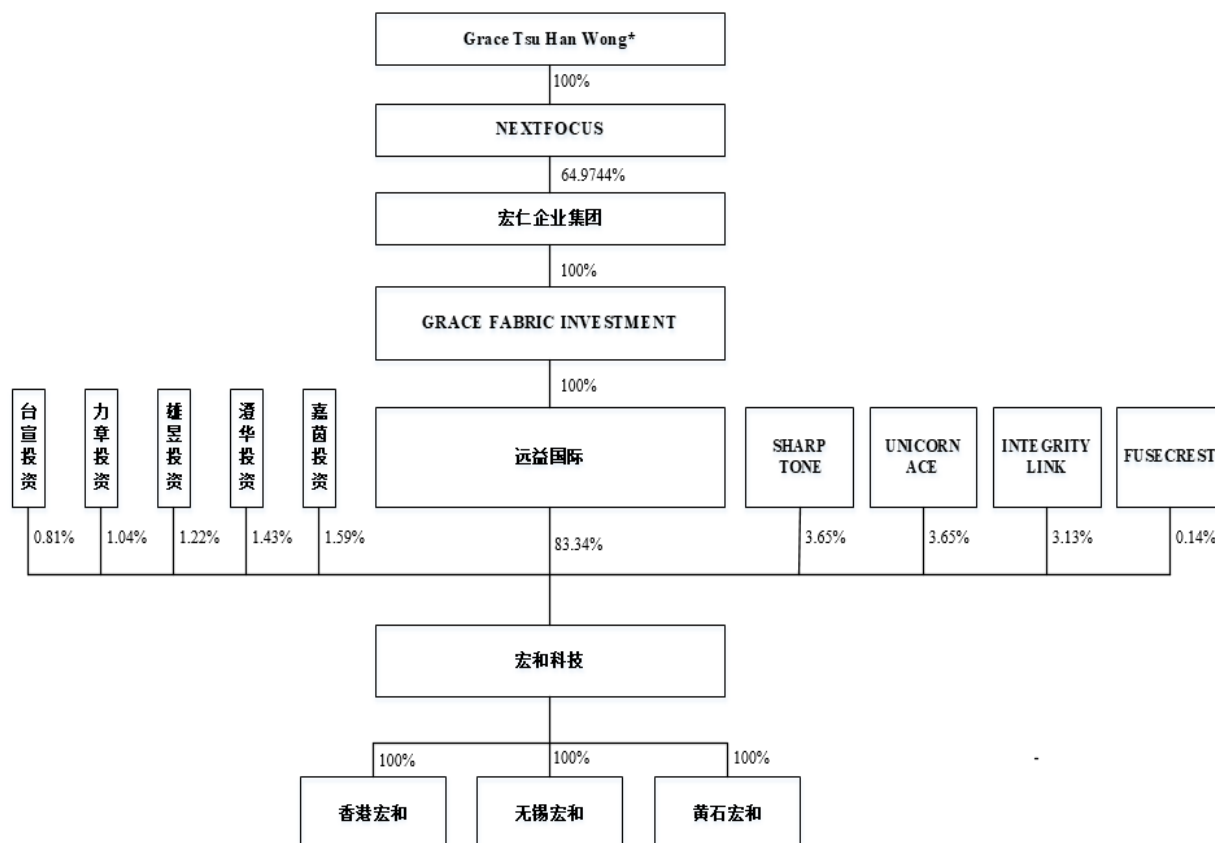 Grace Tsu Han Wong*
100%
NEXTFOCUS
64.9744%
宏仁企业集团
100%
GRACE FABRIC INVESTMENT
100%
台宣投资
力章投资
雄昱投资
澄华投资
嘉茵投资
远益国际
SHARP
TONE
UNICORN
ACE
INTEGRITY
LINK
FUSECREST
0.81%
1.04%
1.22%
1.43%
1.59%
83.34%
3.65%
3.65%
3.13%
0.14%
宏和科技
100%
100%
100%
-
香港宏和
无锡宏和
黄石宏和